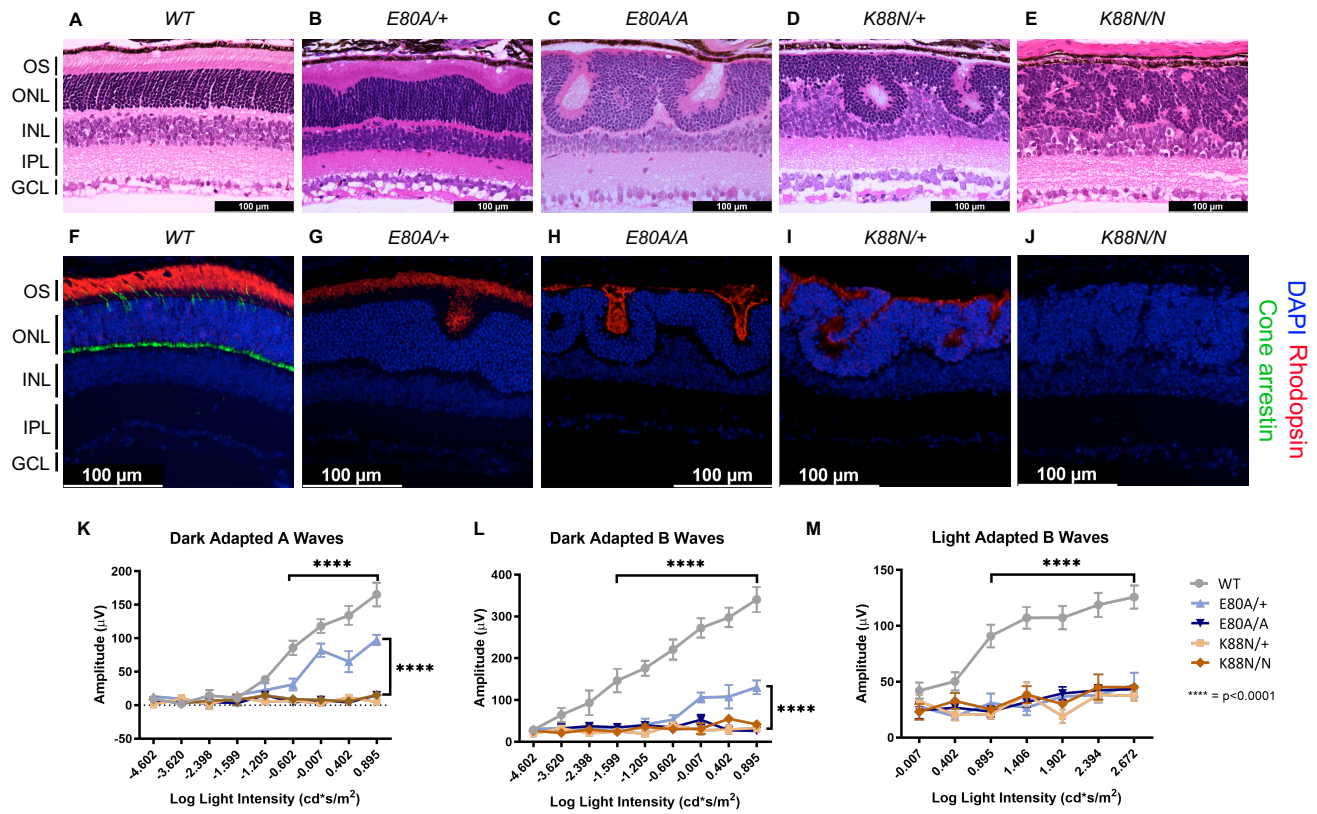 A WT B E80A/+ C E80A/A D K88N/+ E K88N/N
OS
ONL
INL
IPL
GCL
100 µm 100 µm 100 µm 100 µm 100 µm
F WT G E80A/+ H E80A/A I K88N/+ J K88N/N
OS
ONL
INL
IPL
GCL
100 µm 100 µm 100 µm 100 µm 100 µm
DAPI Rhodopsin
Cone arrestin
K
Dark Adapted A Waves
****
200
150
100
50
0
-50
Amplitude (µV)
****
-4.602 -3.620 -2.398 -1.599 -1.205 -0.602 -0.007 0.402 0.895
Log Light Intensity (cd*s/m²)
L
Dark Adapted B Waves
****
400
300
200
100
0
Amplitude (µV)
****
-4.602 -3.620 -2.398 -1.599 -1.205 -0.602 -0.007 0.402 0.895
Log Light Intensity (cd*s/m²)
M
Light Adapted B Waves
****
150
100
50
0
Amplitude (µV)
-0.007 0.402 0.895 1.406 1.902 2.394 2.672
Log Light Intensity (cd*s/m²)
WT
E80A/+
E80A/A
K88N/+
K88N/N
**** = p<0.0001